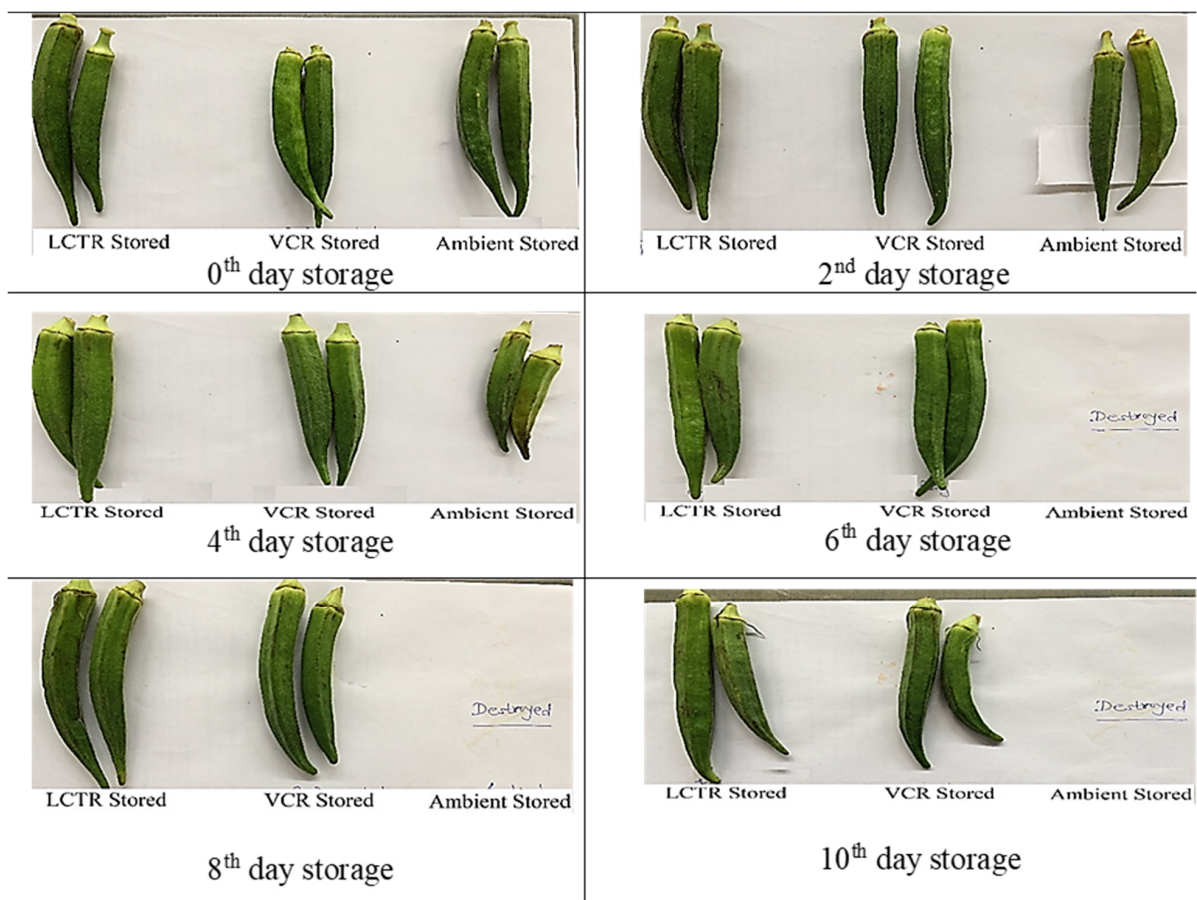 LCTR Stored VCR Stored Ambient Stored
0th day storage
LCTR Stored VCR Stored Ambient Stored
2nd day storage
LCTR Stored VCR Stored Ambient Stored
4th day storage
Destroyed
LCTR Stored VCR Stored Ambient Stored
6th day storage
Destroyed
LCTR Stored VCR Stored Ambient Stored
8th day storage
Destroyed
LCTR Stored VCR Stored Ambient Stored
10th day storage